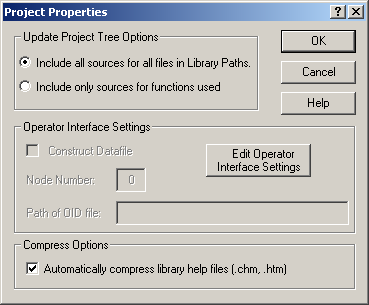 Project Properties
Update Project Tree Options
Include all sources for all files in Library Paths.
Include only sources for functions used
OK
Cancel
Help
Operator Interface Settings
Construct Datafile
Node Number:
0
Edit Operator
Interface Settings
Path of OID file:
Compress Options
Automatically compress library help files (.chm, .htm)